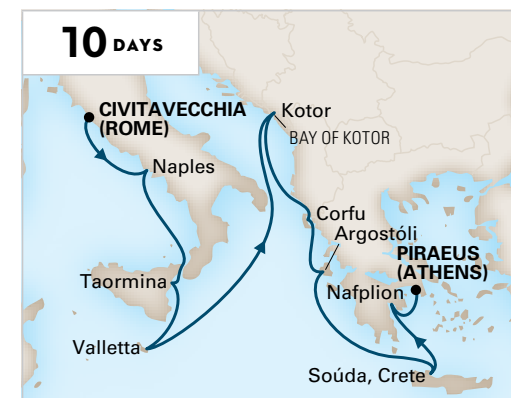 10 DAYS
CIVITAVECCHIA
(ROME)
Kotor
BAY OF KOTOR
Naples
Corfu
Argostóli
PIRAEUS
(ATHENS)
Taormina
Nafplion
Valletta
Soúda, Crete